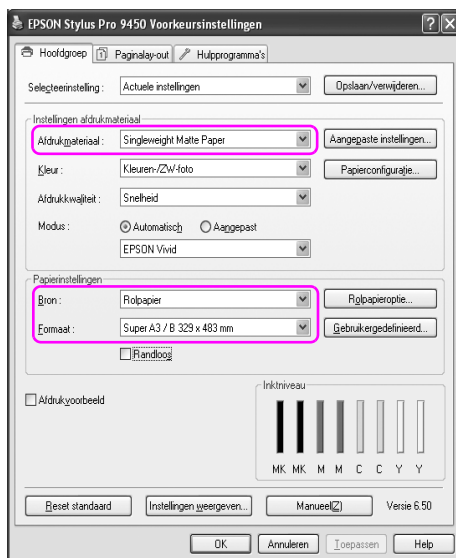 EPSON Stylus Pro 9450 Voorkeursinstellingen
Hoofdgroep Paginalay-out Hulpprogramma's
Selecteerinstelling : Actuele instellingen Opslaan/verwijderen...
Instellingen afdrukmateriaal
Afdrukmateriaal : Singleweight Matte Paper Aangepaste instellingen...
Kleur : Kleuren-/ZW-foto Papierconfiguratie...
Afdrukkwaliteit : Snelheid
Modus : Automatisch Aangepast
EPSON Vivid
Papierinstellingen
Bron : Rolpapier Rolpapieroptie...
Formaat : Super A3 / B 329 x 483 mm Gebruikergedefinieerd...
Randloos
Afdrukvoorbeeld
Inktniveau
MK MK M M C C Y Y
Reset standaard Instellingen weergeven... Manueel(Z) Versie 6.50
OK Annuleren Toepassen Help